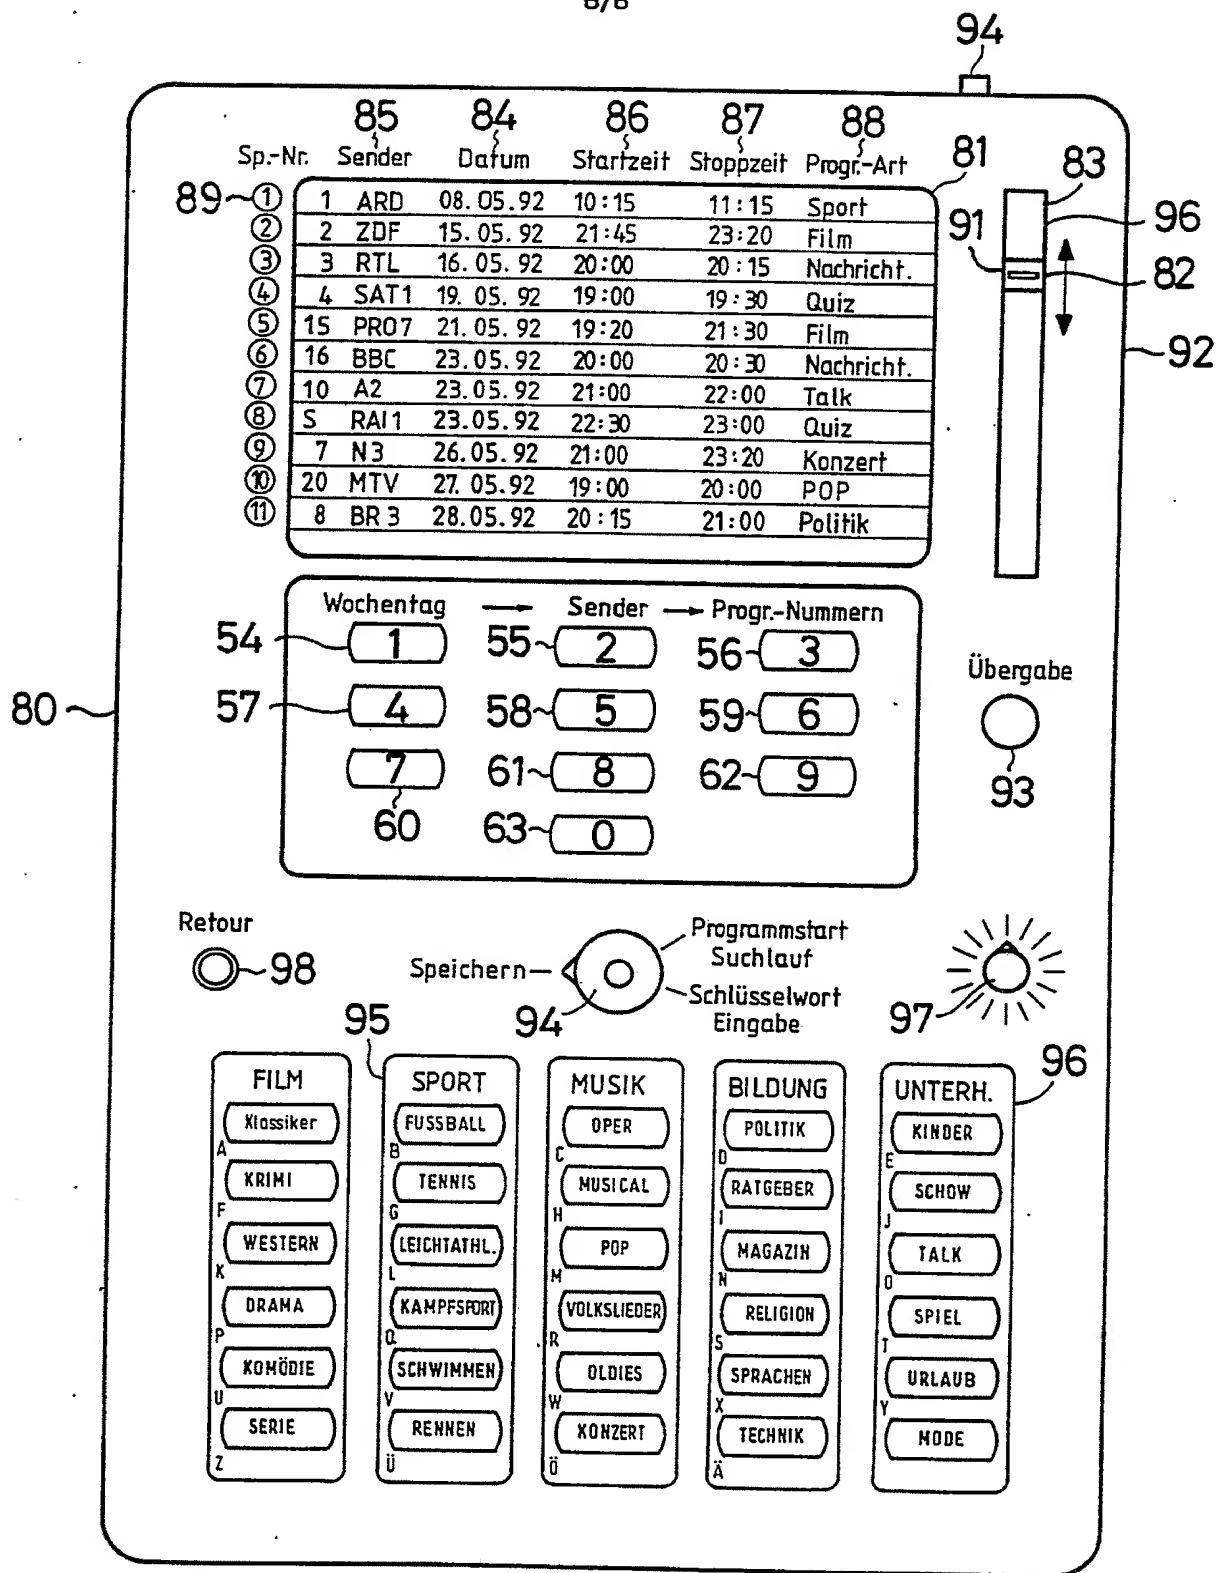 8/8
94
85 84 86 87 88
Sp.-Nr. Sender Datum Startzeit Stoppzeit Progr.-Art
81
83
89 ① 1 ARD 08.05.92 10:15 11:15 Sport
96
② 2 ZDF 15.05.92 21:45 23:20 Film
91
③ 3 RTL 16.05.92 20:00 20:15 Nachricht.
82
④ 4 SAT1 19.05.92 19:00 19:30 Quiz
⑤ 15 PRO7 21.05.92 19:20 21:30 Film
92
⑥ 16 BBC 23.05.92 20:00 20:30 Nachricht.
⑦ 10 A2 23.05.92 21:00 22:00 Talk
⑧ S RAI1 23.05.92 22:30 23:00 Quiz
⑨ 7 N3 26.05.92 21:00 23:20 Konzert
⑩ 20 MTV 27.05.92 19:00 20:00 POP
⑪ 8 BR3 28.05.92 20:15 21:00 Politik
Wochentag → Sender → Progr.-Nummern
54 1 55 2 56 3
Übergabe
80 57 4 58 5 59 6
7 61 8 62 9
93
60 63 0
Retour
98
Speichern
Programmstart
Suchlauf
Schlüsselwort
Eingabe
94
97
95
96
FILM SPORT MUSIK BILDUNG UNTERH.
Klassiker FUSSBALL OPER POLITIK KINDER
A B C D E
KRIMI TENNIS MUSICAL RATGEBER SCHOW
F G H I J
WESTERN LEICHTATHL. POP MAGAZIN TALK
K L M N O
DRAMA KAMPFSPORT VOLKSLIEDER RELIGION SPIEL
P Q R S T
KOMÖDIE SCHWIMMEN OLDIES SPRACHEN URLAUB
U V W X Y
SERIE RENNEN KONZERT TECHNIK MODE
Z Ü Ö Ä